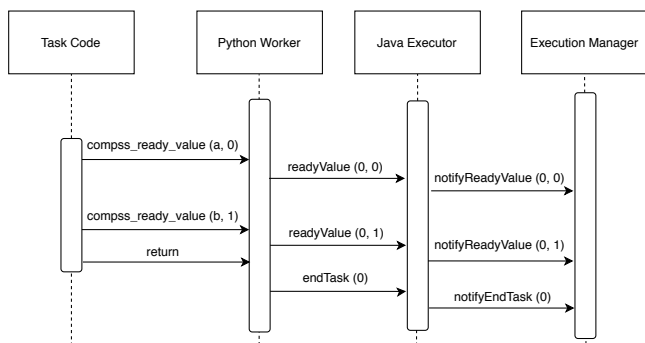 Task Code
Python Worker
Java Executor
Execution Manager
compss_ready_value (a, 0)
readyValue (0, 0)
notifyReadyValue (0, 0)
compss_ready_value (b, 1)
readyValue (0, 1)
notifyReadyValue (0, 1)
return
endTask (0)
notifyEndTask (0)